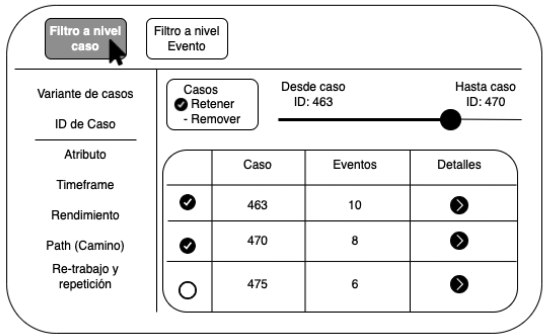 Filtro a nivel
caso
Filtro a nivel
Evento
Variante de casos
ID de Caso
Atributo
Timeframe
Rendimiento
Path (Camino)
Re-trabajo y
repetición
Casos
Retener
- Remover
Desde caso
ID: 463
Hasta caso
ID: 470
Caso Eventos Detalles
463 10
470 8
475 6